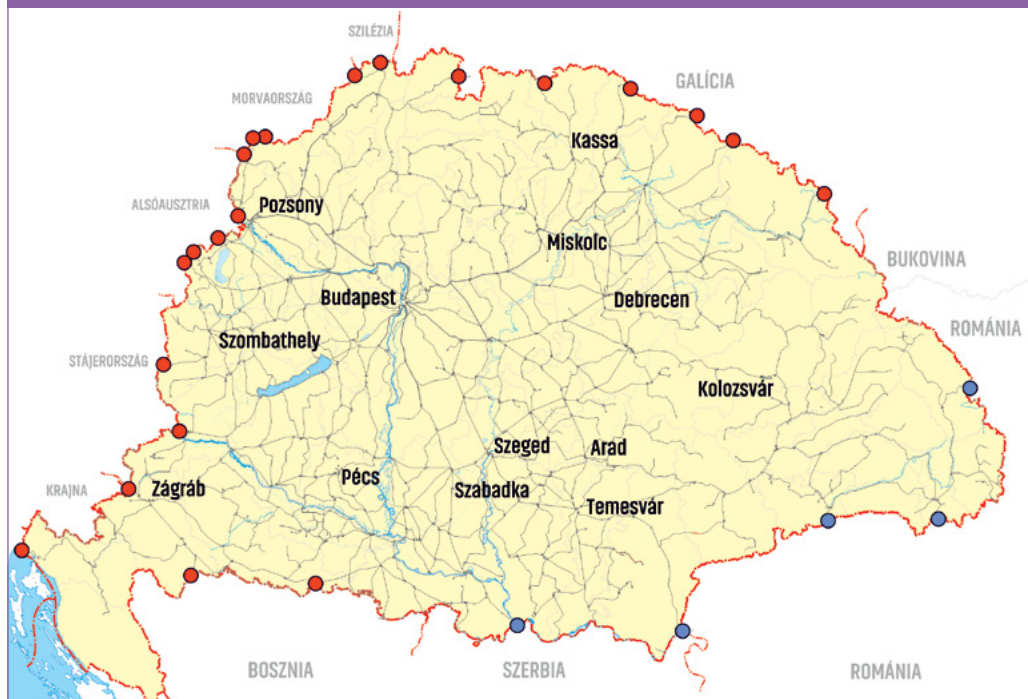 SZILÉZIA
GALÍCIA
MORVAORSZÁG
Kassa
ALSÓAUSZTRIA
Pozsony
Miskolc
BUKOVINA
Budapest
Debrecen
ROMÁNIA
Szombathely
STÁJERORSZÁG
Kolozsvár
Szeged
Arad
Pécs
KRAJNA
Zágráb
Szabadka
Temesvár
BOSZNIA
SZERBIA
ROMÁNIA